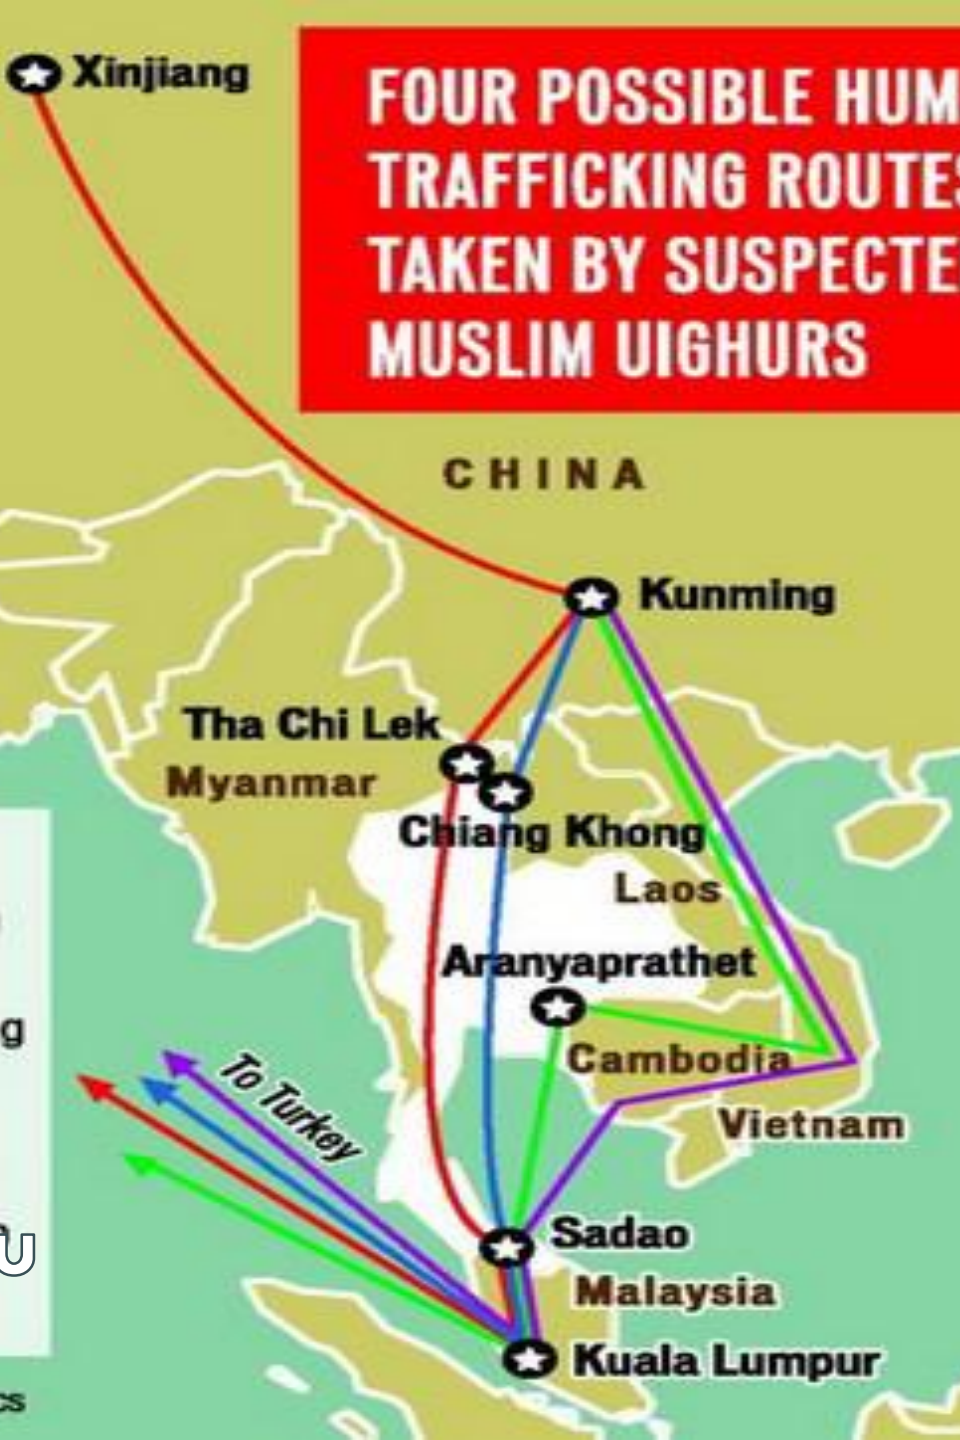 Xinjiang
FOUR POSSIBLE HUM
TRAFFICKING ROUTES
TAKEN BY SUSPECTE
MUSLIM UIGHURS
CHINA
Kunming
Tha Chi Lek
Myanmar
Chiang Khong
Laos
Aranyaprathet
g
Cambodia
To Turkey
Vietnam
U
Sadao
Malaysia
Kuala Lumpur
cs